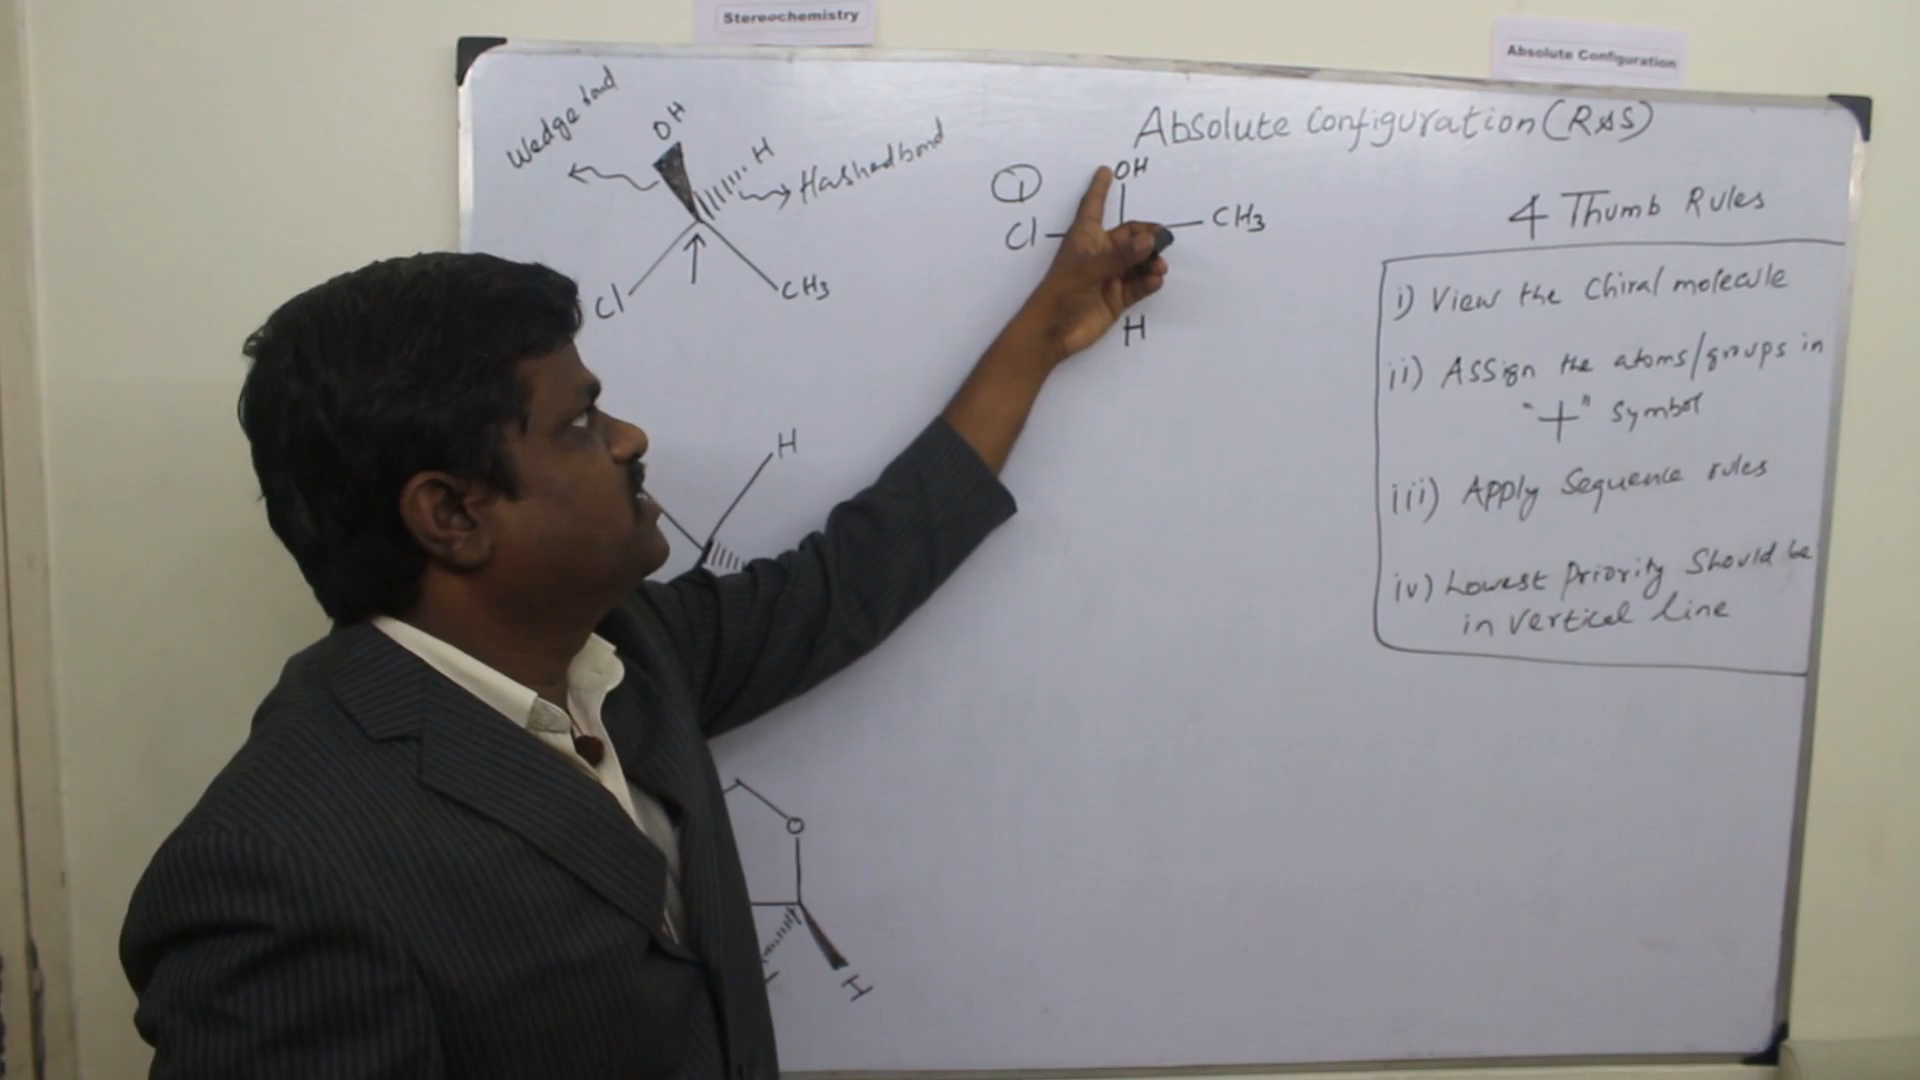 Stereochemistry
Absolute Configuration
Wedge bond
OH
H
Hashed bond
Cl
CH3
Absolute Configuration (R&S)
1
OH
Cl
CH3
H
4 Thumb Rules
i) View the Chiral molecule
ii) Assign the atoms/groups in
"+" Symbol
iii) Apply Sequence rules
iv) Lowest Priority Should be
in vertical line
H
O
H
H